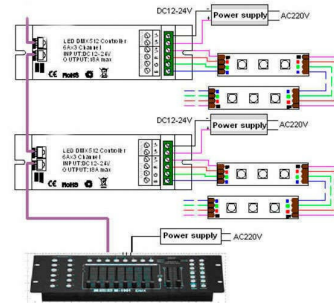 DC12-24V
Power supply
AC220V
LED DMX512 Controller
6A×3 Channel
INPUT:DC12-24V
OUTPUT:18A max
CE RoHS
DC12-24V
Power supply
AC220V
LED DMX512 Controller
6A×3 Channel
INPUT:DC12-24V
OUTPUT:18A max
CE RoHS
Power supply
AC220V